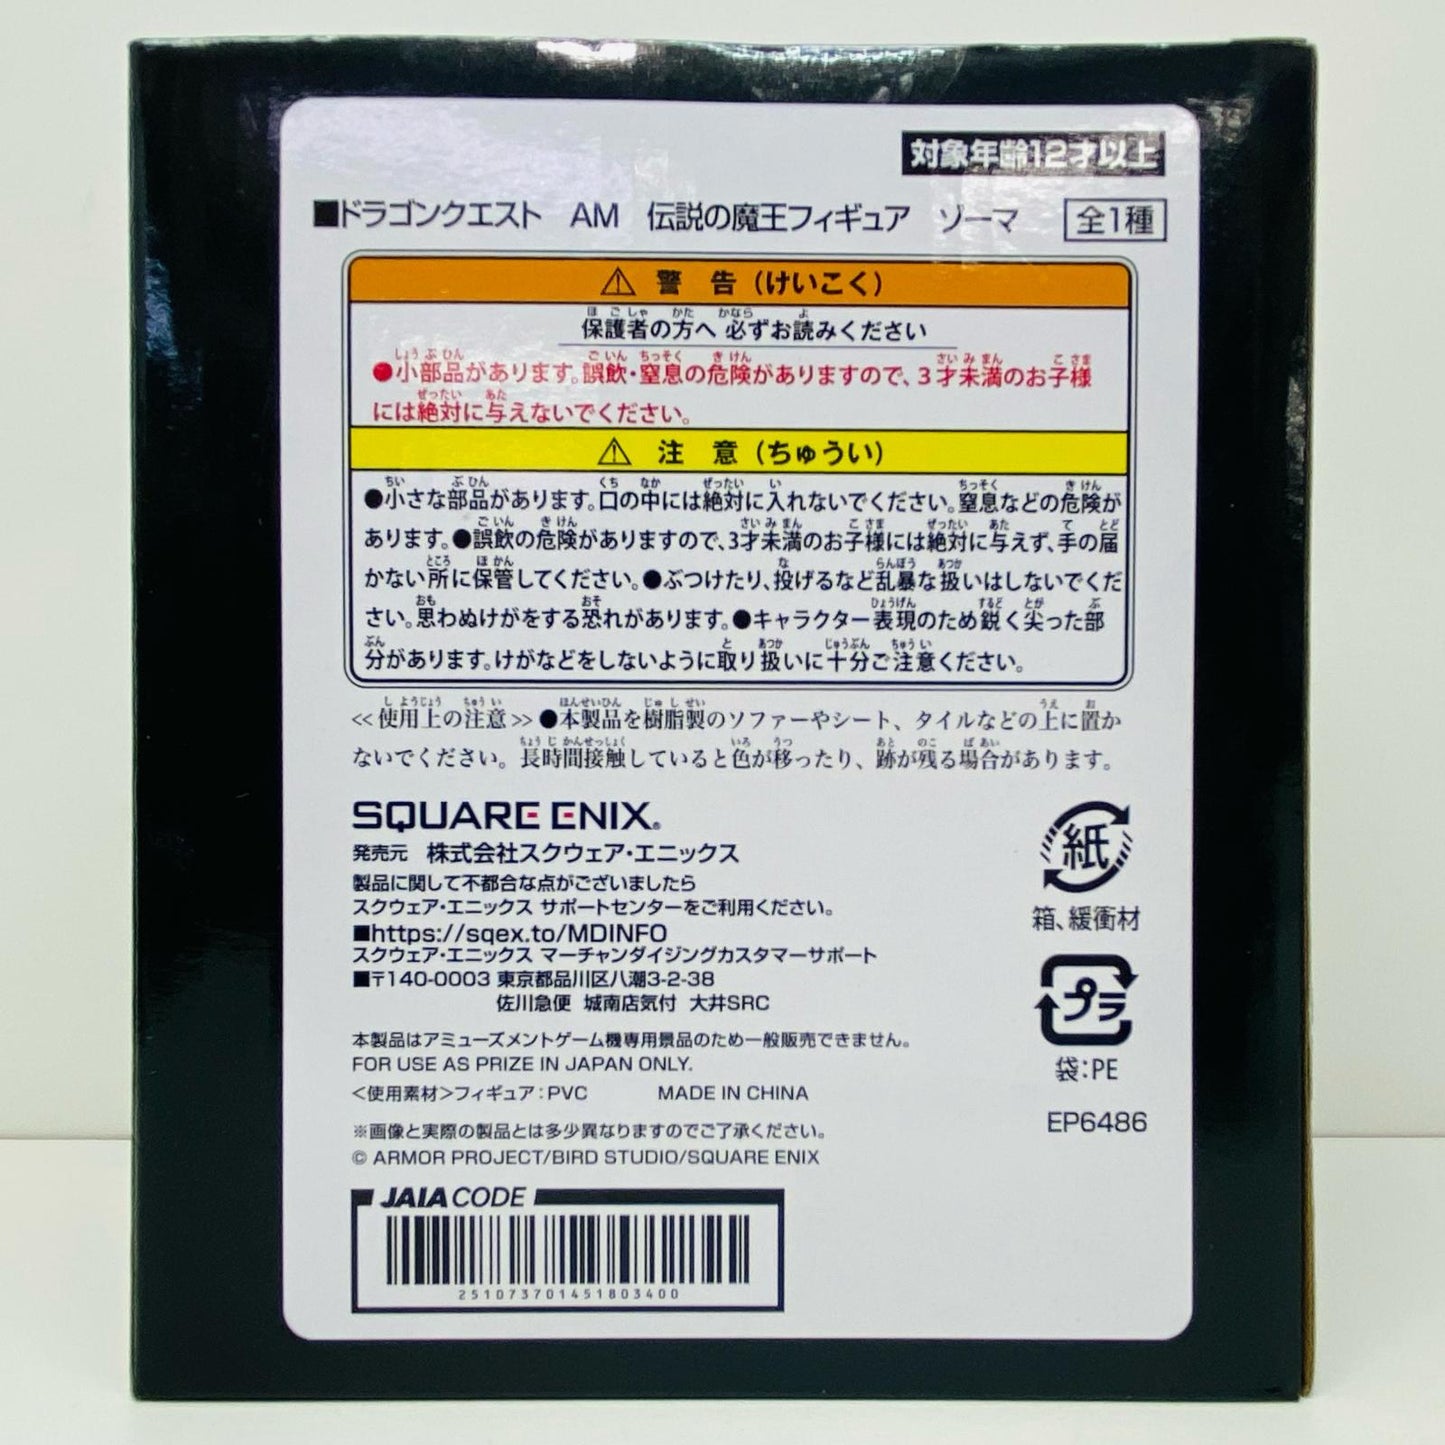 対象年齢12才以上
■ドラゴンクエスト　AM　伝説の魔王フィギュア　ゾーマ　全1種
⚠ 警 告（けいこく）
保護者の方へ 必ずお読みください
●小部品があります。誤飲・窒息の危険がありますので、3才未満のお子様
には絶対に与えないでください。
⚠ 注 意（ちゅうい）
●小さな部品があります。口の中には絶対に入れないでください。窒息などの危険が
あります。●誤飲の危険がありますので、3才未満のお子様には絶対に与えず、手の届
かない所に保管してください。●ぶつけたり、投げるなど乱暴な扱いはしないでくだ
さい。思わぬけがをする恐れがあります。●キャラクター表現のため鋭く尖った部
分があります。けがなどをしないように取り扱いに十分ご注意ください。
≪使用上の注意≫●本製品を樹脂製のソファーやシート、タイルなどの上に置か
ないでください。長時間接触していると色が移ったり、跡が残る場合があります。
SQUARE ENIX®
発売元　株式会社スクウェア・エニックス
製品に関して不都合な点がございましたら
スクウェア・エニックス サポートセンターをご利用ください。
■https://sqex.to/MDINFO
スクウェア・エニックス マーチャンダイジングカスタマーサポート
■〒140-0003 東京都品川区八潮3-2-38
佐川急便 城南店気付 大井SRC
本製品はアミューズメントゲーム機専用景品のため一般販売できません。
FOR USE AS PRIZE IN JAPAN ONLY.
<使用素材>フィギュア：PVC　MADE IN CHINA
※画像と実際の製品とは多少異なりますのでご了承ください。
© ARMOR PROJECT/BIRD STUDIO/SQUARE ENIX
紙
箱、緩衝材
プラ
袋：PE
EP6486
JAIA CODE
251073701451803400